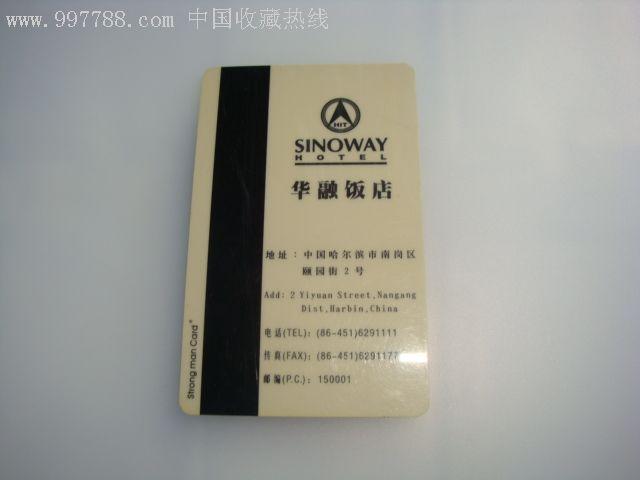 www.997788.com 中国收藏热线
HIT
SINOWAY
HOTEL
华融饭店
地址：中国哈尔滨市南岗区
颐园街2号
Add: 2 Yiyuan Street,Nangang
Dist,Harbin,China
电话(TEL): (86-451)6291111
传真(FAX): (86-451)6291177
邮编(P.C.): 150001
Strong man Card